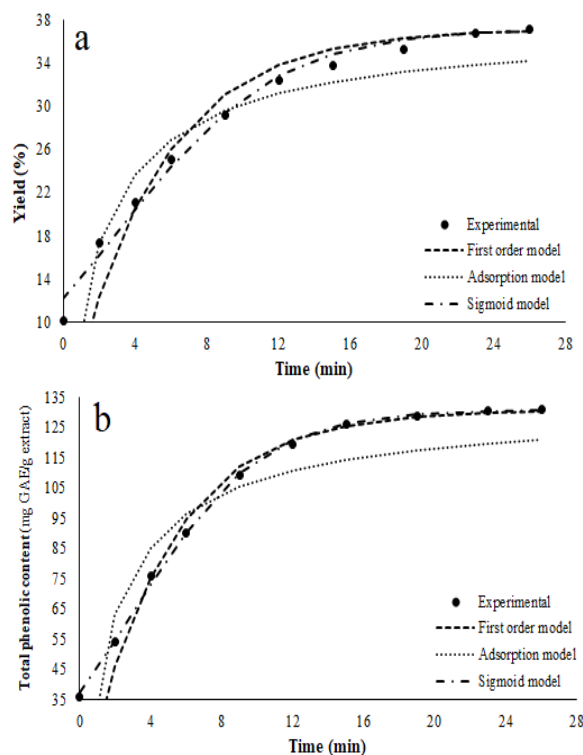 a
38
34
30
26
22
18
14
10
Yield (%)
Experimental
First order model
Adsorption model
Sigmoid model
0 4 8 12 16 20 24 28
Time (min)
b
135
125
115
105
95
85
75
65
55
45
35
Total phenolic content (mg GAE/g extract)
Experimental
First order model
Adsorption model
Sigmoid model
0 4 8 12 16 20 24 28
Time (min)